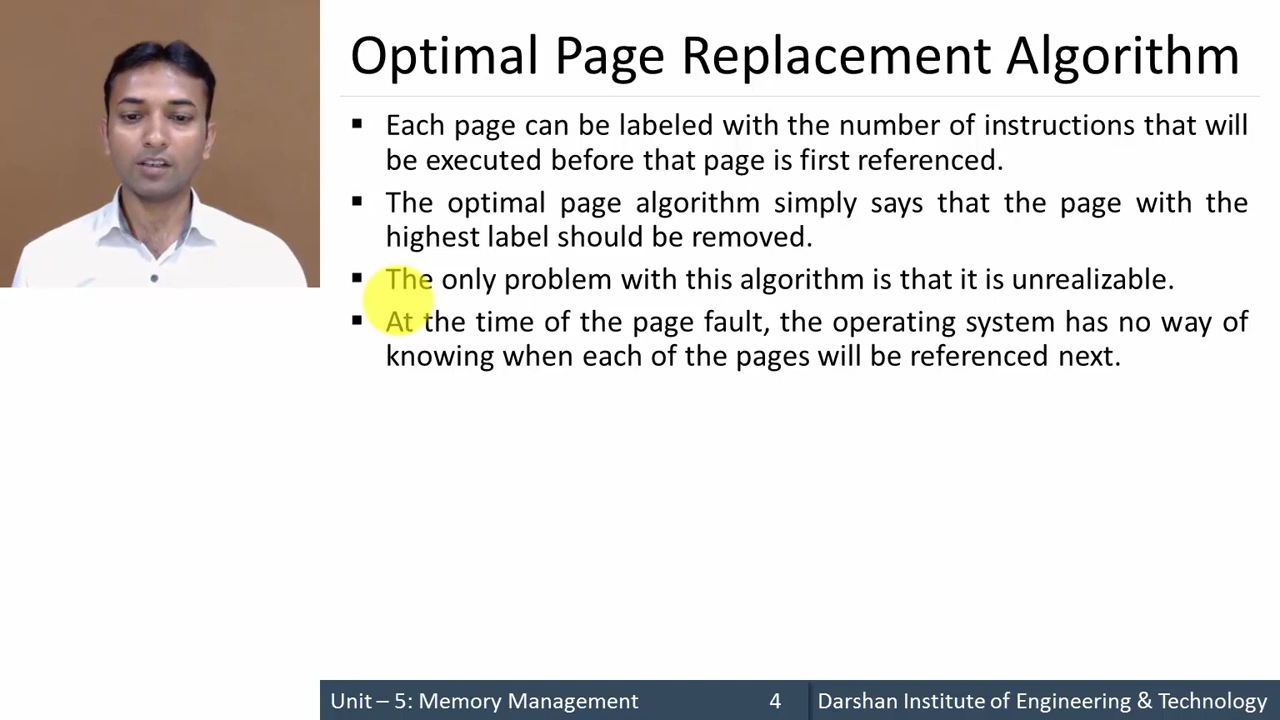 Optimal Page Replacement Algorithm
▪ Each page can be labeled with the number of instructions that will
be executed before that page is first referenced.
▪ The optimal page algorithm simply says that the page with the
highest label should be removed.
▪ The only problem with this algorithm is that it is unrealizable.
▪ At the time of the page fault, the operating system has no way of
knowing when each of the pages will be referenced next.
Unit – 5: Memory Management 4 Darshan Institute of Engineering & Technology